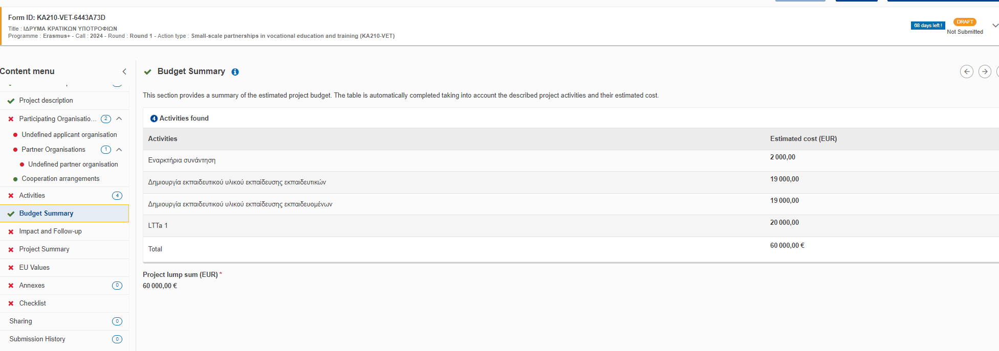 Form ID: KA210-VET-6443A73D
Title : ΙΔΡΥΜΑ ΚΡΑΤΙΚΩΝ ΥΠΟΤΡΟΦΙΩΝ
Programme : Erasmus+ - Call : 2024 - Round : Round 1 - Action type : Small-scale partnerships in vocational education and training (KA210-VET)
68 days left !
DRAFT
Not Submitted
Content menu
Project description
Participating Organisatio... 2
Undefined applicant organisation
Partner Organisations 1
Undefined partner organisation
Cooperation arrangements
Activities 4
Budget Summary
Impact and Follow-up
Project Summary
EU Values
Annexes 0
Checklist
Sharing 0
Submission History 0
Budget Summary
This section provides a summary of the estimated project budget. The table is automatically completed taking into account the described project activities and their estimated cost.
4 Activities found
Activities Estimated cost (EUR)
Εναρκτήρια συνάντηση 2 000,00
Δημιουργία εκπαιδευτικού υλικού εκπαίδευσης εκπαιδευτικών 19 000,00
Δημιουργία εκπαιδευτικού υλικού εκπαίδευσης εκπαιδευομένων 19 000,00
LTTa 1 20 000,00
Total 60 000,00 €
Project lump sum (EUR) *
60 000,00 €